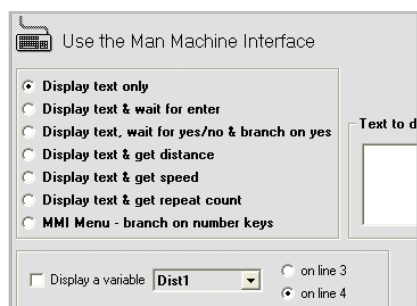 Use the Man Machine Interface
Display text only
Display text & wait for enter
Display text, wait for yes/no & branch on yes
Display text & get distance
Display text & get speed
Display text & get repeat count
MMI Menu - branch on number keys
Text to d
Display a variable Dist1
on line 3
on line 4